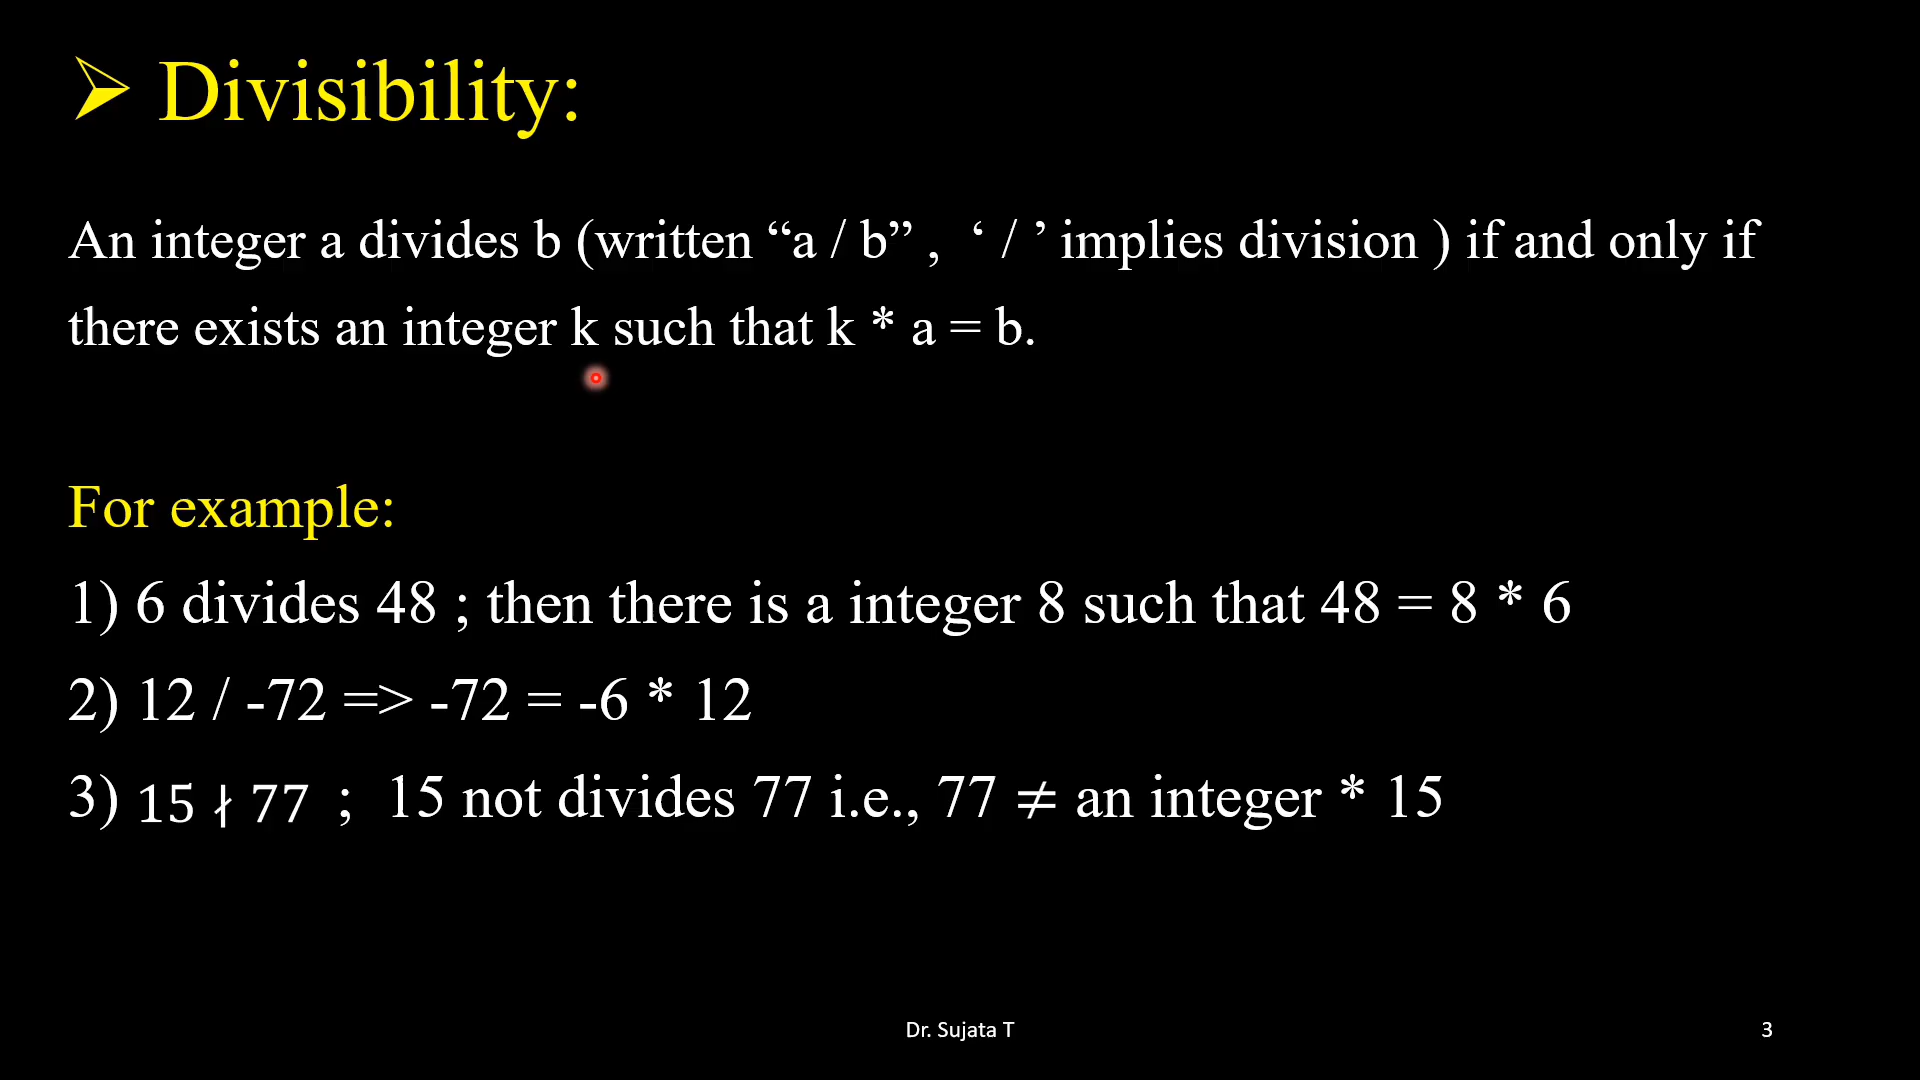 ➢ Divisibility:
An integer a divides b (written “a / b” , ‘ / ’ implies division ) if and only if
there exists an integer k such that k * a = b.
For example:
1) 6 divides 48 ; then there is a integer 8 such that 48 = 8 * 6
2) 12 / -72 => -72 = -6 * 12
3) 15 ∤ 77 ; 15 not divides 77 i.e., 77 ≠ an integer * 15
Dr. Sujata T
3